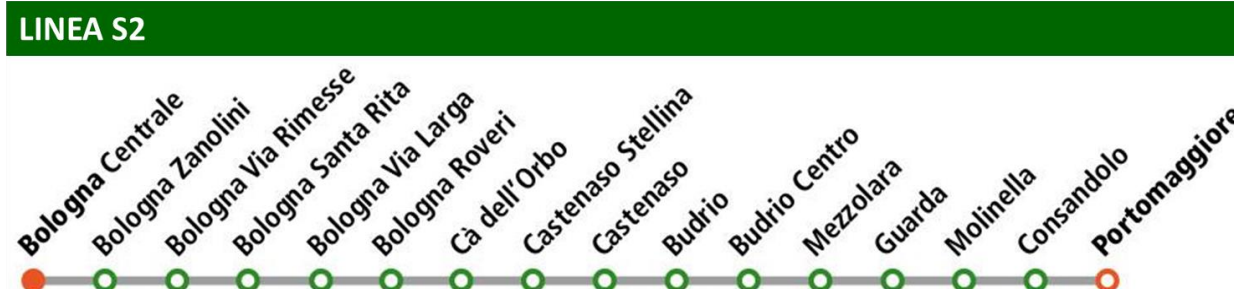 LINEA S2
Bologna Centrale
Bologna Zanolini
Bologna Via Rimesse
Bologna Santa Rita
Bologna Via Larga
Bologna Roveri
Cà dell'Orbo
Castenaso Stellina
Castenaso
Budrio
Budrio Centro
Mezzolara
Guarda
Molinella
Consandolo
Portomaggiore